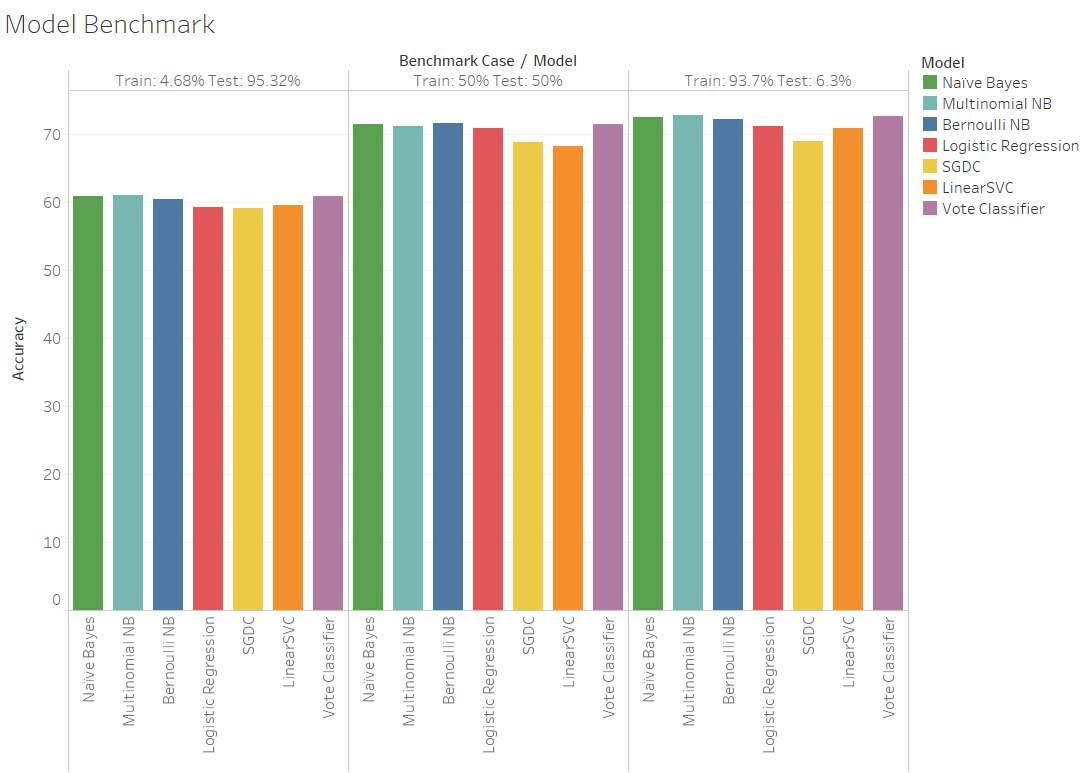 Model Benchmark
Benchmark Case / Model
Train: 4.68% Test: 95.32%
Train: 50% Test: 50%
Train: 93.7% Test: 6.3%
Model
Naïve Bayes
Multinomial NB
Bernoulli NB
Logistic Regression
SGDC
LinearSVC
Vote Classifier
Accuracy
70
60
50
40
30
20
10
0
Naïve Bayes
Multinomial NB
Bernoulli NB
Logistic Regression
SGDC
LinearSVC
Vote Classifier
Naïve Bayes
Multinomial NB
Bernoulli NB
Logistic Regression
SGDC
LinearSVC
Vote Classifier
Naïve Bayes
Multinomial NB
Bernoulli NB
Logistic Regression
SGDC
LinearSVC
Vote Classifier